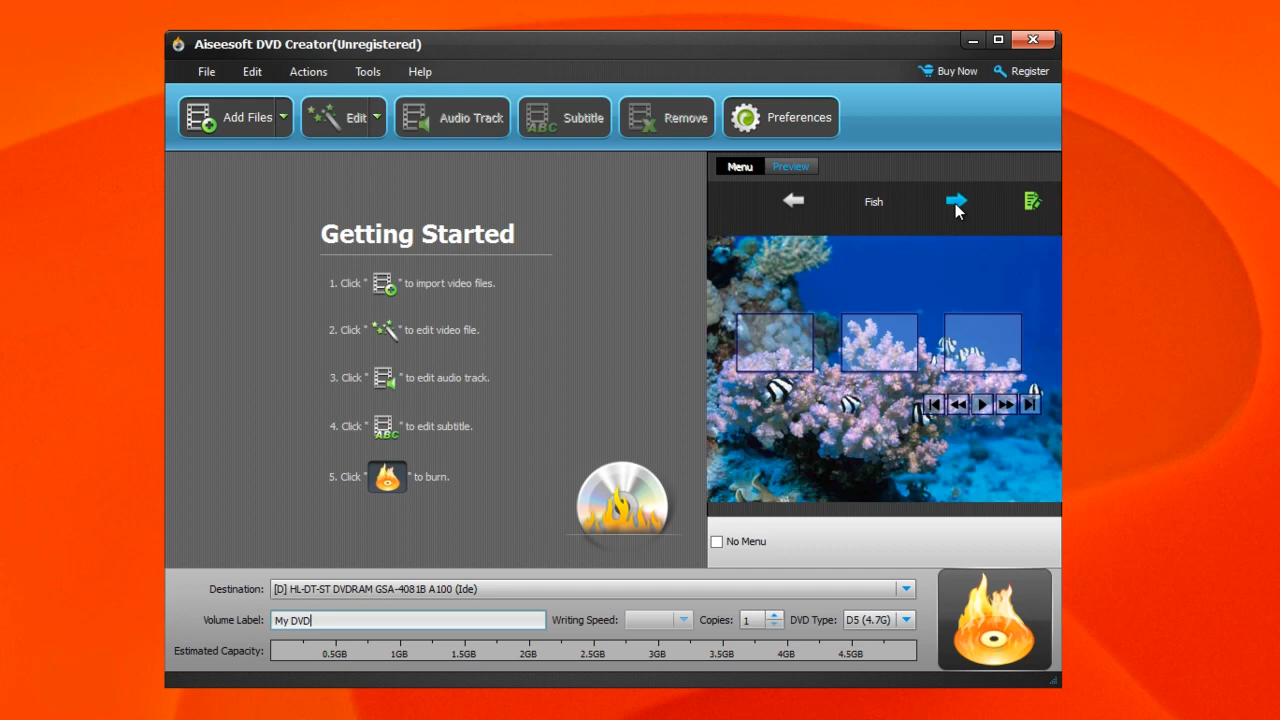 Aiseesoft DVD Creator(Unregistered)
File Edit Actions Tools Help Buy Now Register
Add Files Edit Audio Track Subtitle Remove Preferences
Menu Preview
Fish
Getting Started
1. Click " " to import video files.
2. Click " " to edit video file.
3. Click " " to edit audio track.
4. Click " ABC " to edit subtitle.
5. Click " " to burn.
No Menu
Destination: [D] HL-DT-ST DVDRAM GSA-4081B A100 (Ide)
Volume Label: My DVD Writing Speed: Copies: 1 DVD Type: D5 (4.7G)
Estimated Capacity: 0.5GB 1GB 1.5GB 2GB 2.5GB 3GB 3.5GB 4GB 4.5GB